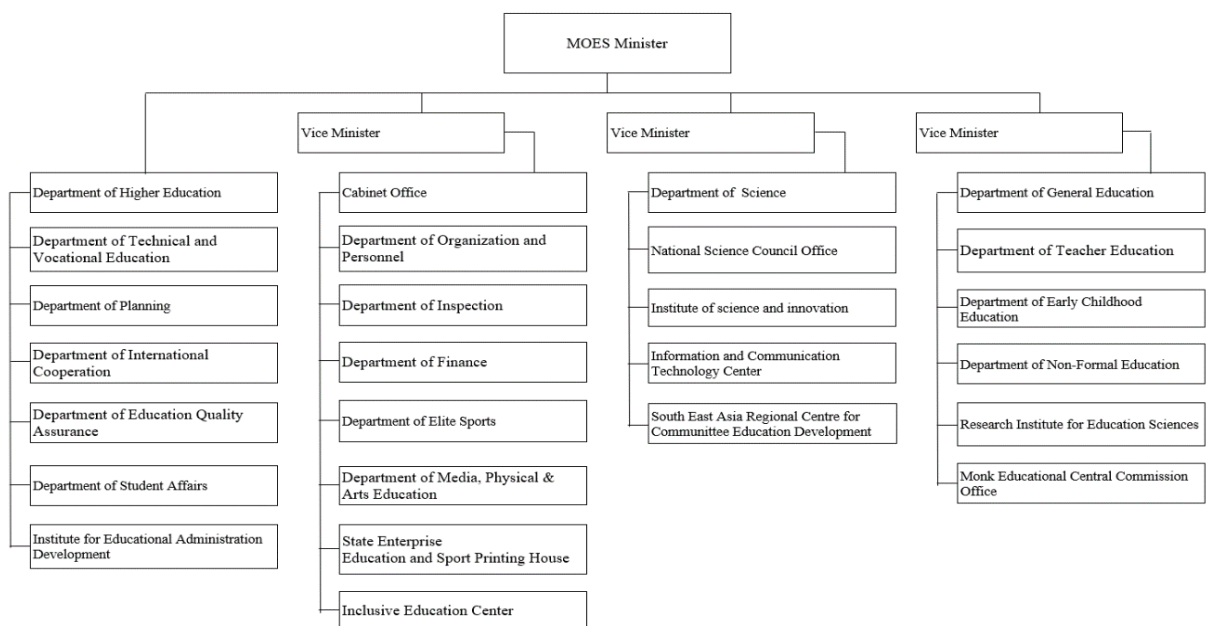 MOES Minister
Vice Minister
Vice Minister
Vice Minister
Department of Higher Education
Department of Technical and
Vocational Education
Department of Planning
Department of International
Cooperation
Department of Education Quality
Assurance
Department of Student Affairs
Institute for Educational Administration
Development
Cabinet Office
Department of Organization and
Personnel
Department of Inspection
Department of Finance
Department of Elite Sports
Department of Media, Physical &
Arts Education
State Enterprise
Education and Sport Printing House
Inclusive Education Center
Department of Science
National Science Council Office
Institute of science and innovation
Information and Communication
Technology Center
South East Asia Regional Centre for
Communittee Education Development
Department of General Education
Department of Teacher Education
Department of Early Childhood
Education
Department of Non-Formal Education
Research Institute for Education Sciences
Monk Educational Central Commission
Office